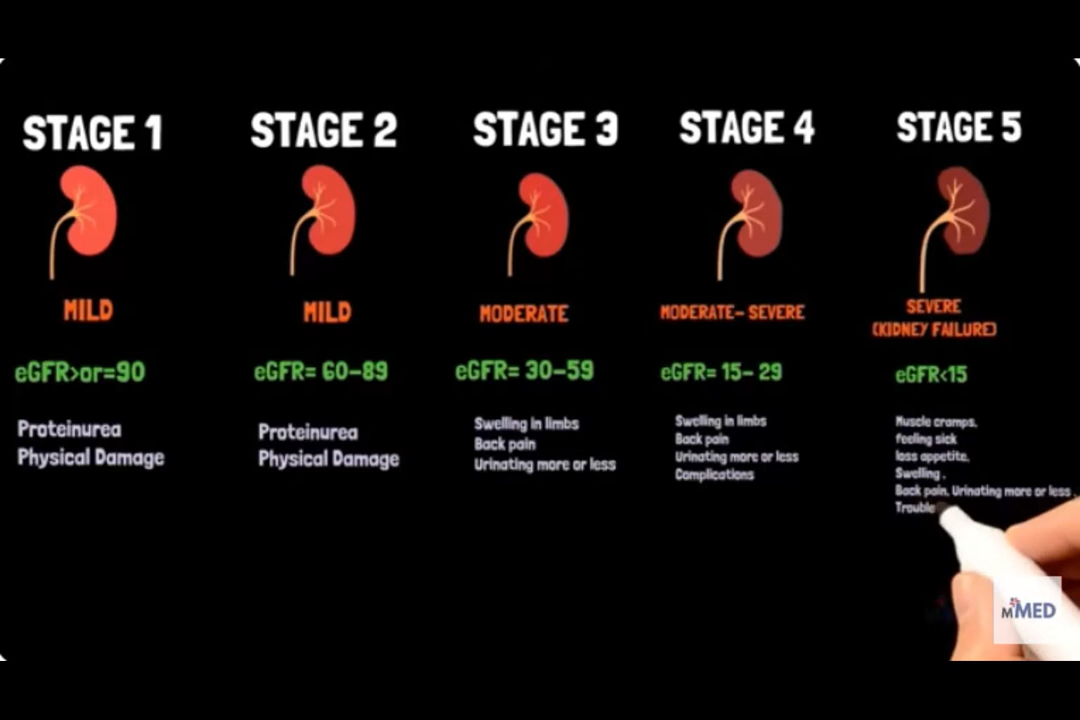 STAGE 1
MILD
eGFR>or=90
Proteinurea
Physical Damage
STAGE 2
MILD
eGFR= 60-89
Proteinurea
Physical Damage
STAGE 3
MODERATE
eGFR= 30-59
Swelling in limbs
Back pain
Urinating more or less
STAGE 4
MODERATE- SEVERE
eGFR= 15- 29
Swelling in limbs
Back pain
Urinating more or less
Complications
STAGE 5
SEVERE
(KIDNEY FAILURE)
eGFR<15
Muscle cramps,
feeling sick
loss appetite,
Swelling ,
Back pain, Urinating more or less ,
Trouble
MMED